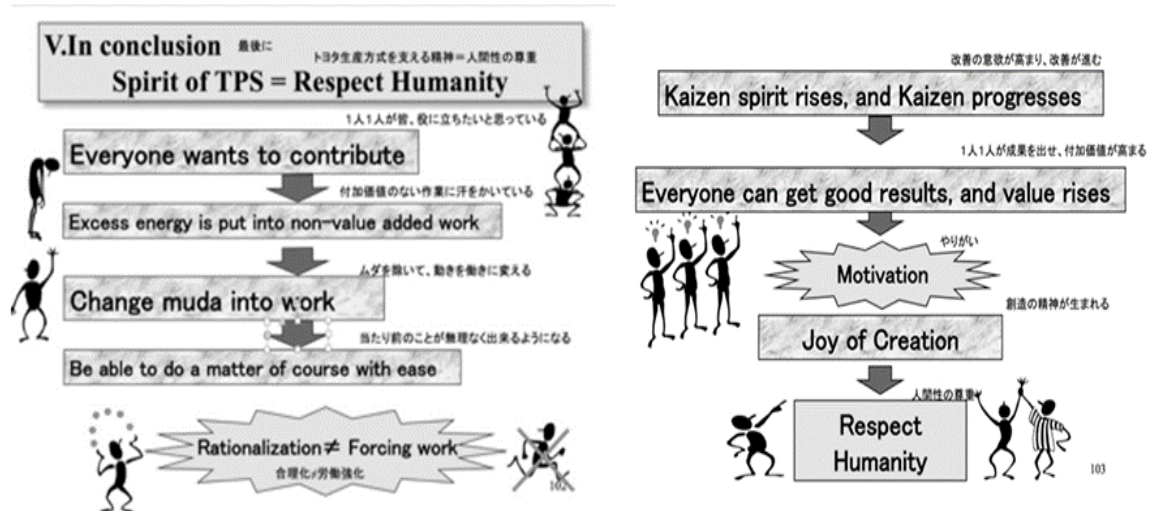 V.In conclusion 最後に
トヨタ生産方式を支える精神＝人間性の尊重
Spirit of TPS = Respect Humanity
1人1人が皆、役に立ちたいと思っている
Everyone wants to contribute
付加価値のない作業に汗をかいている
Excess energy is put into non-value added work
ムダを除いて、動きを働きに変える
Change muda into work
当たり前のことが無理なく出来るようになる
Be able to do a matter of course with ease
Rationalization≠ Forcing work
合理化≠労働強化
102
改善の意欲が高まり、改善が進む
Kaizen spirit rises, and Kaizen progresses
1人1人が成果を出せ、付加価値が高まる
Everyone can get good results, and value rises
やりがい
Motivation
創造の精神が生まれる
Joy of Creation
人間性の尊重
Respect
Humanity
103